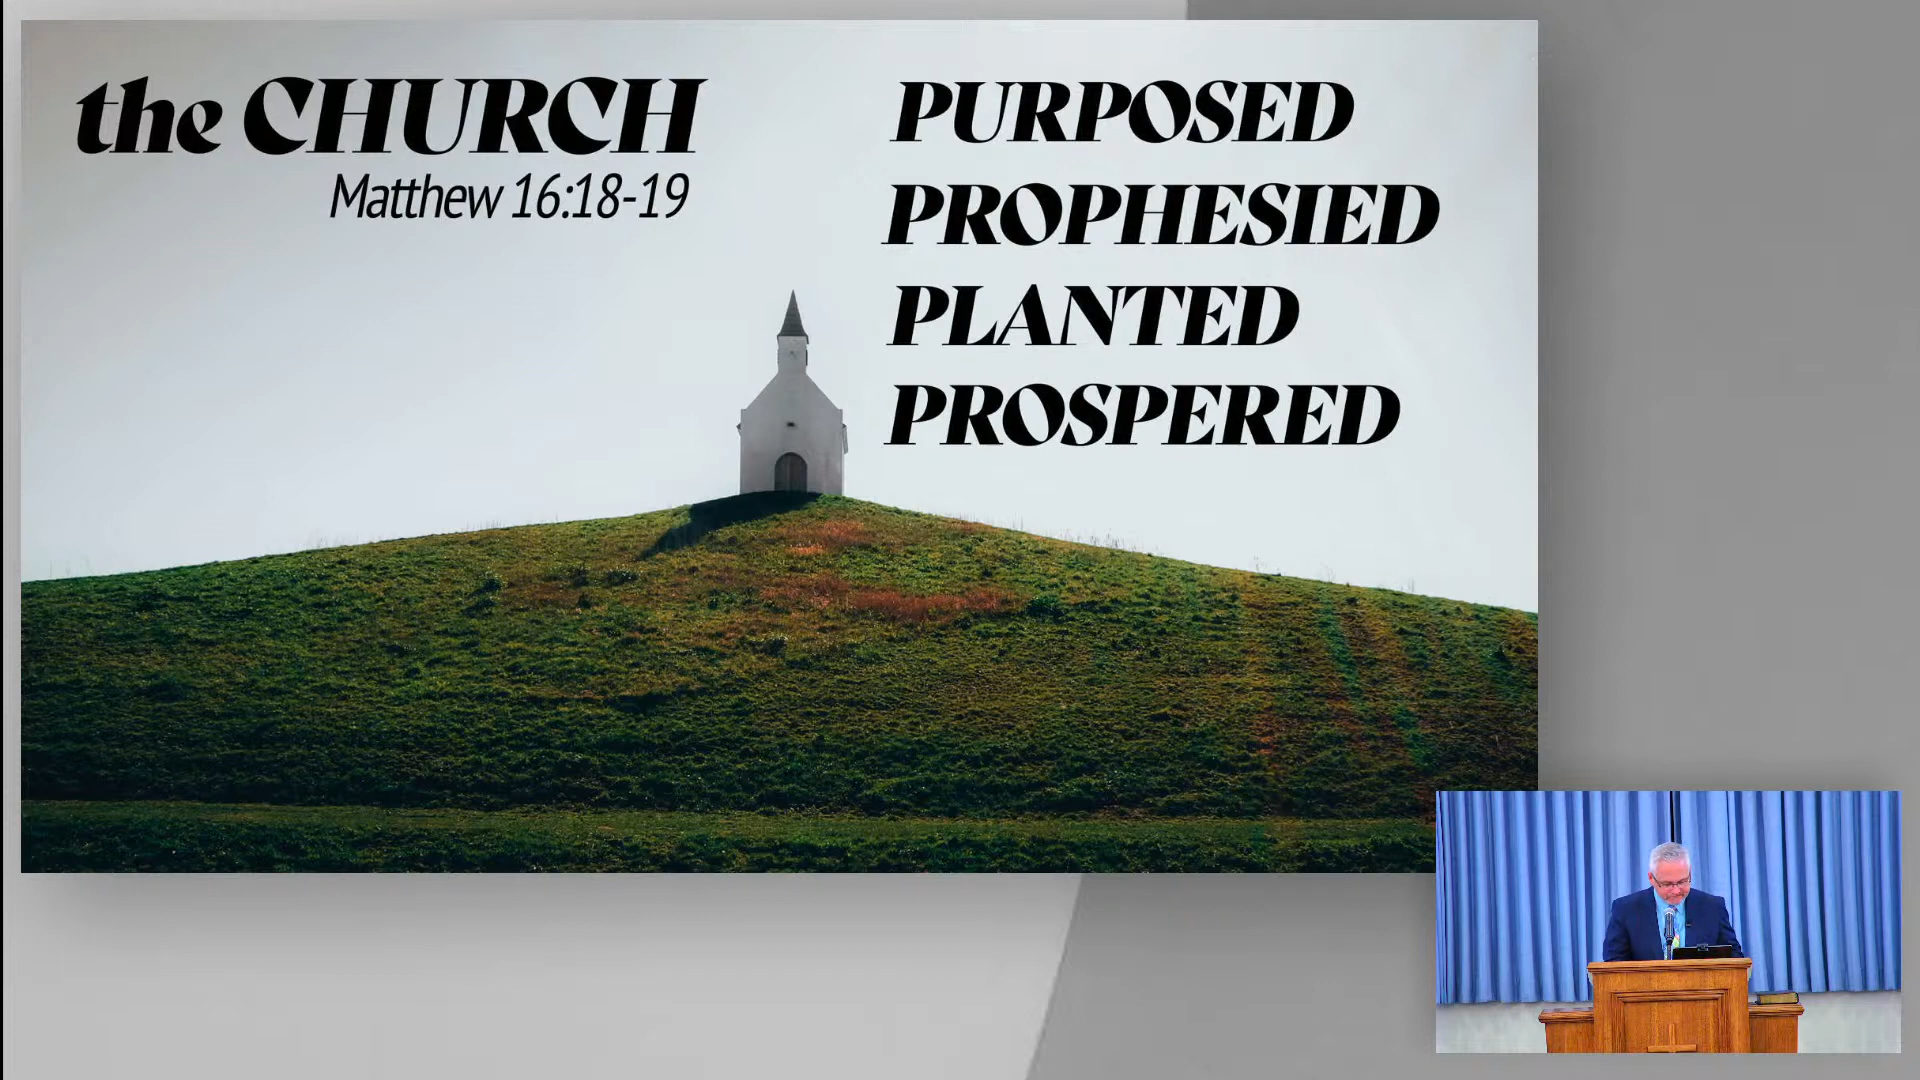 the CHURCH
Matthew 16:18-19
PURPOSED
PROPHESIED
PLANTED
PROSPERED